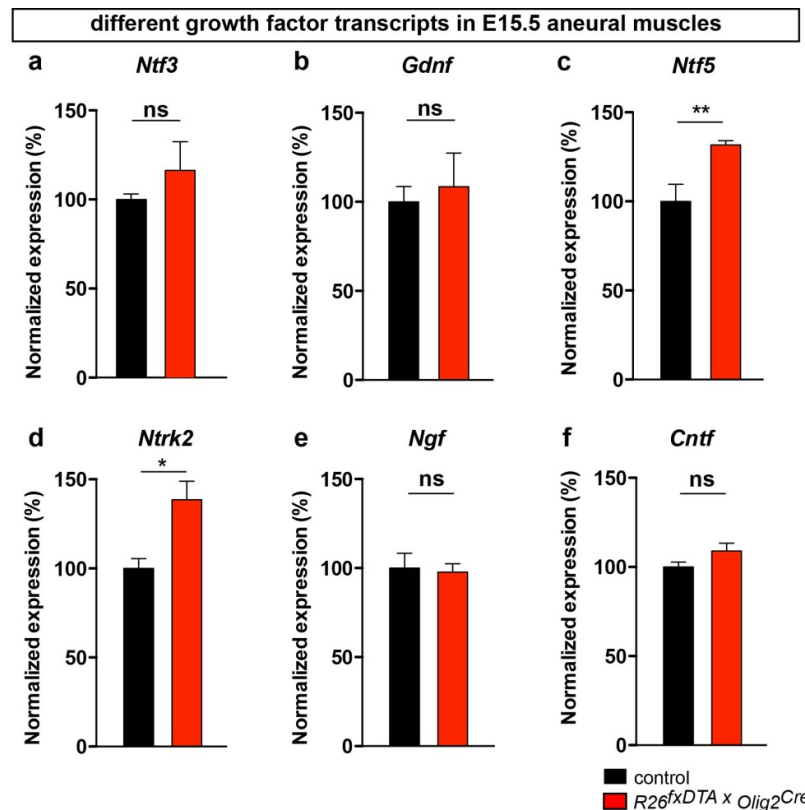 different growth factor transcripts in E15.5 aneural muscles
a Ntf3
ns
Normalized expression (%)
150
100
50
0
b Gdnf
ns
Normalized expression (%)
150
100
50
0
c Ntf5
**
Normalized expression (%)
150
100
50
0
d Ntrk2
*
Normalized expression (%)
150
100
50
0
e Ngf
ns
Normalized expression (%)
150
100
50
0
f Cntf
ns
Normalized expression (%)
150
100
50
0
control
R26fxDTA x Olig2Cre